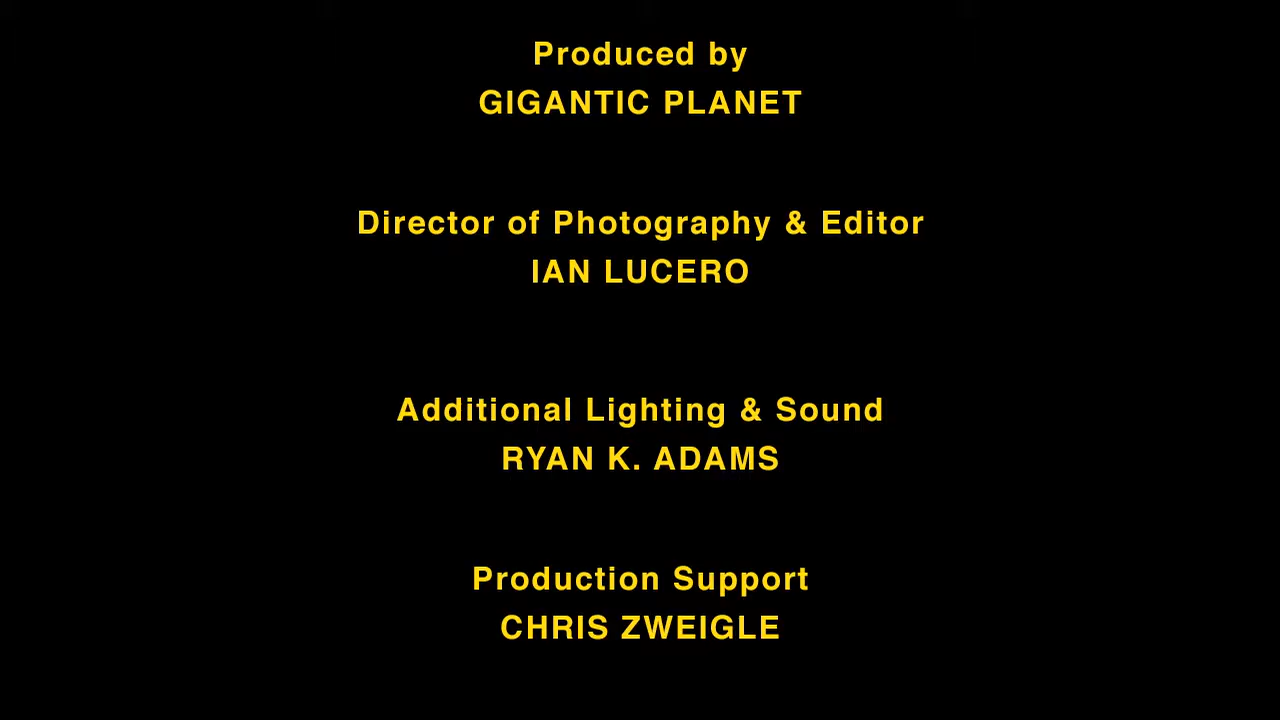 Produced by
GIGANTIC PLANET
Director of Photography & Editor
IAN LUCERO
Additional Lighting & Sound
RYAN K. ADAMS
Production Support
CHRIS ZWEIGLE